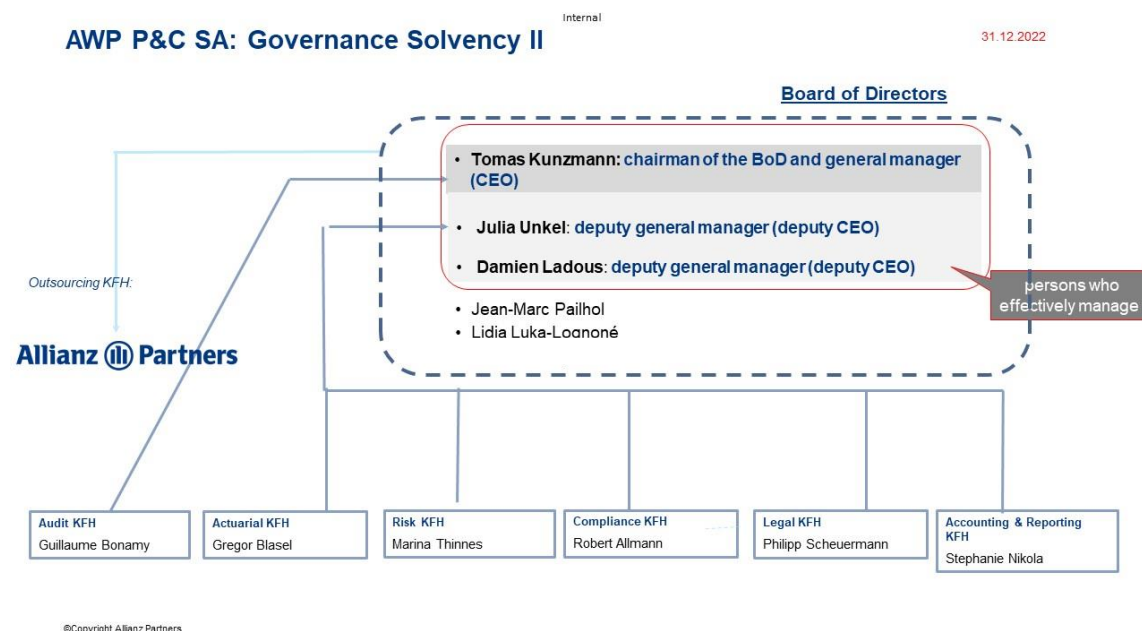 Internal
AWP P&C SA: Governance Solvency II
31.12.2022
Board of Directors
• Tomas Kunzmann: chairman of the BoD and general manager
(CEO)
• Julia Unkel: deputy general manager (deputy CEO)
• Damien Ladous: deputy general manager (deputy CEO)
persons who
effectively manage
• Jean-Marc Pailhol
• Lidia Luka-Lognoné
Outsourcing KFH:
Allianz Partners
Audit KFH
Guillaume Bonamy
Actuarial KFH
Gregor Blasel
Risk KFH
Marina Thinnes
Compliance KFH
Robert Allmann
Legal KFH
Philipp Scheuermann
Accounting & Reporting
KFH
Stephanie Nikola
©Copyright Allianz Partners